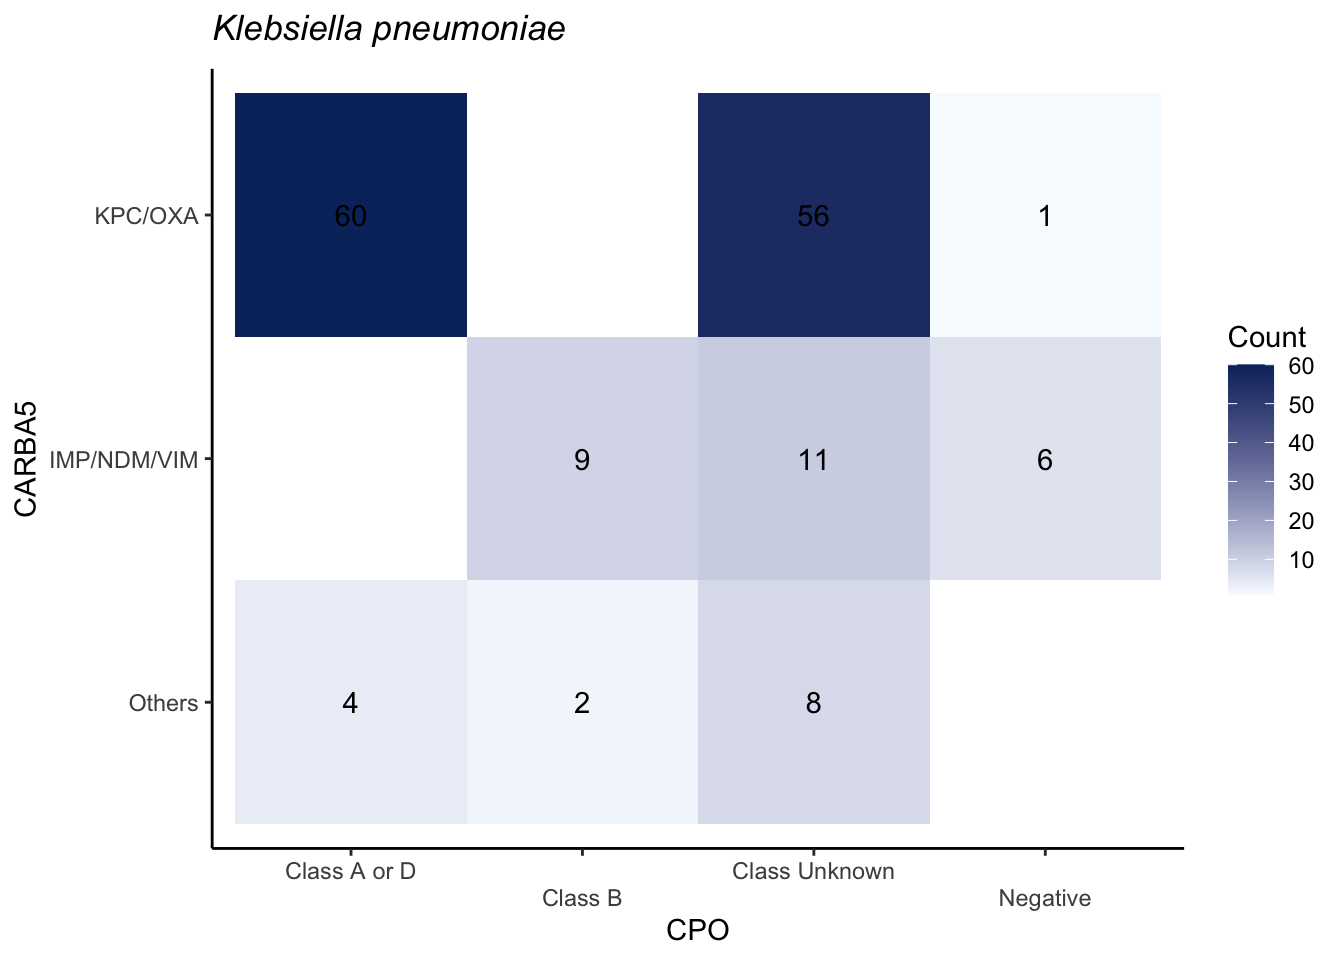 Klebsiella pneumoniae
CARBA5
KPC/OXA
60
56
1
IMP/NDM/VIM
9
11
6
Others
4
2
8
Class A or D
Class B
Class Unknown
Negative
CPO
Count
60
50
40
30
20
10